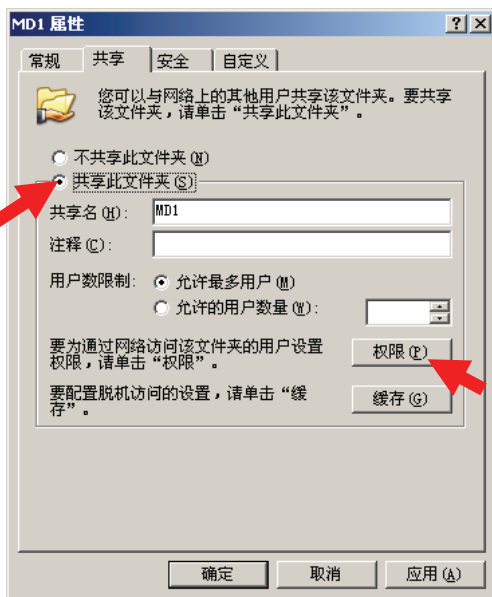 MD1 属性
常规 共享 安全 自定义
您可以与网络上的其他用户共享该文件夹。要共享
该文件夹，请单击“共享此文件夹”。
不共享此文件夹(N)
共享此文件夹(S)
共享名(H): MD1
注释(C):
用户数限制: 允许最多用户(M)
允许的用户数量(W):
要为通过网络访问该文件夹的用户设置
权限，请单击“权限”。
权限(P)
要配置脱机访问的设置，请单击“缓
存”。
缓存(G)
确定 取消 应用(A)